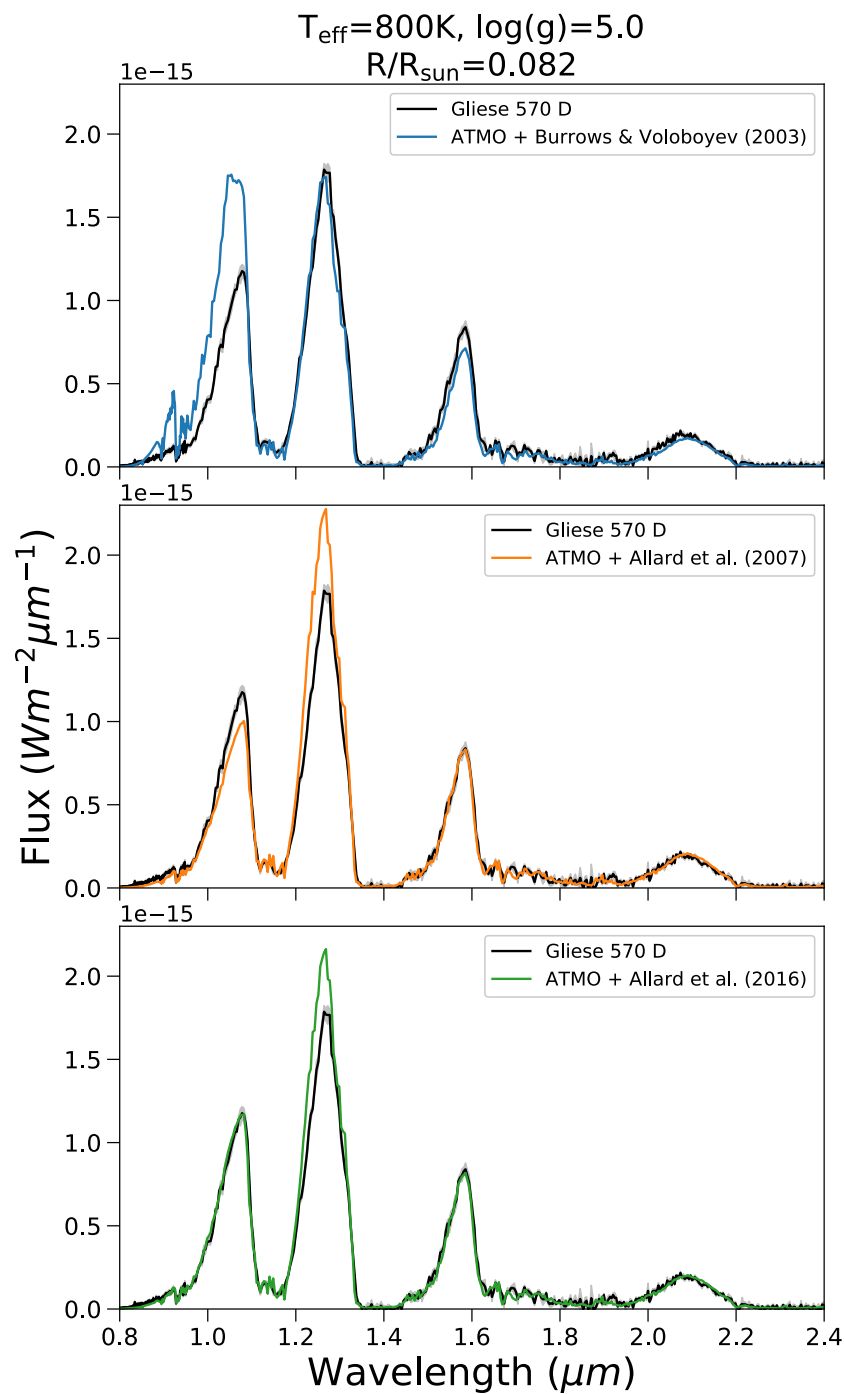 T_eff=800K, log(g)=5.0
R/R_sun=0.082
1e−15
Gliese 570 D
ATMO + Burrows & Voloboyev (2003)
2.0
1.5
1.0
0.5
0.0
1e−15
Gliese 570 D
ATMO + Allard et al. (2007)
2.0
1.5
1.0
0.5
0.0
Flux (Wm⁻²μm⁻¹)
1e−15
Gliese 570 D
ATMO + Allard et al. (2016)
2.0
1.5
1.0
0.5
0.0
0.8 1.0 1.2 1.4 1.6 1.8 2.0 2.2 2.4
Wavelength (μm)